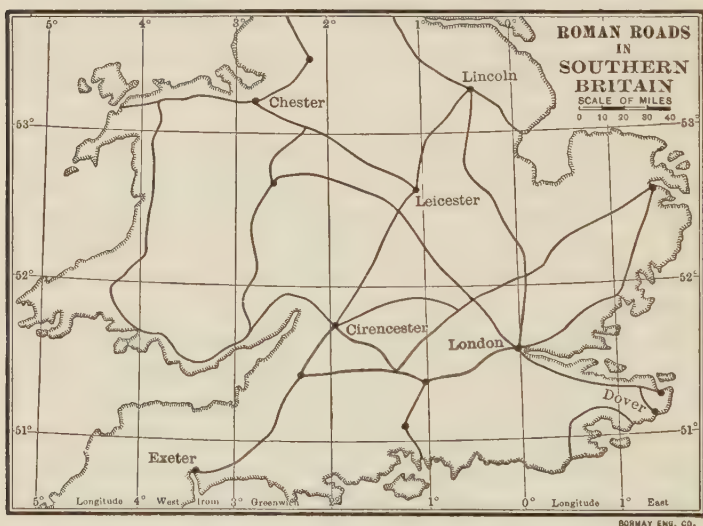 5° 4° 3° 2° 1° 0°
ROMAN ROADS
IN
SOUTHERN
BRITAIN
SCALE OF MILES
0 10 20 30 40
Lincoln
Chester
53° 53°
Leicester
52° 52°
Cirencester
London
Dover
51° 51°
Exeter
5° Longitude 4° West from 3° Greenwich 2° 1° 0° Longitude 1° East
BORMAY ENG. CO.